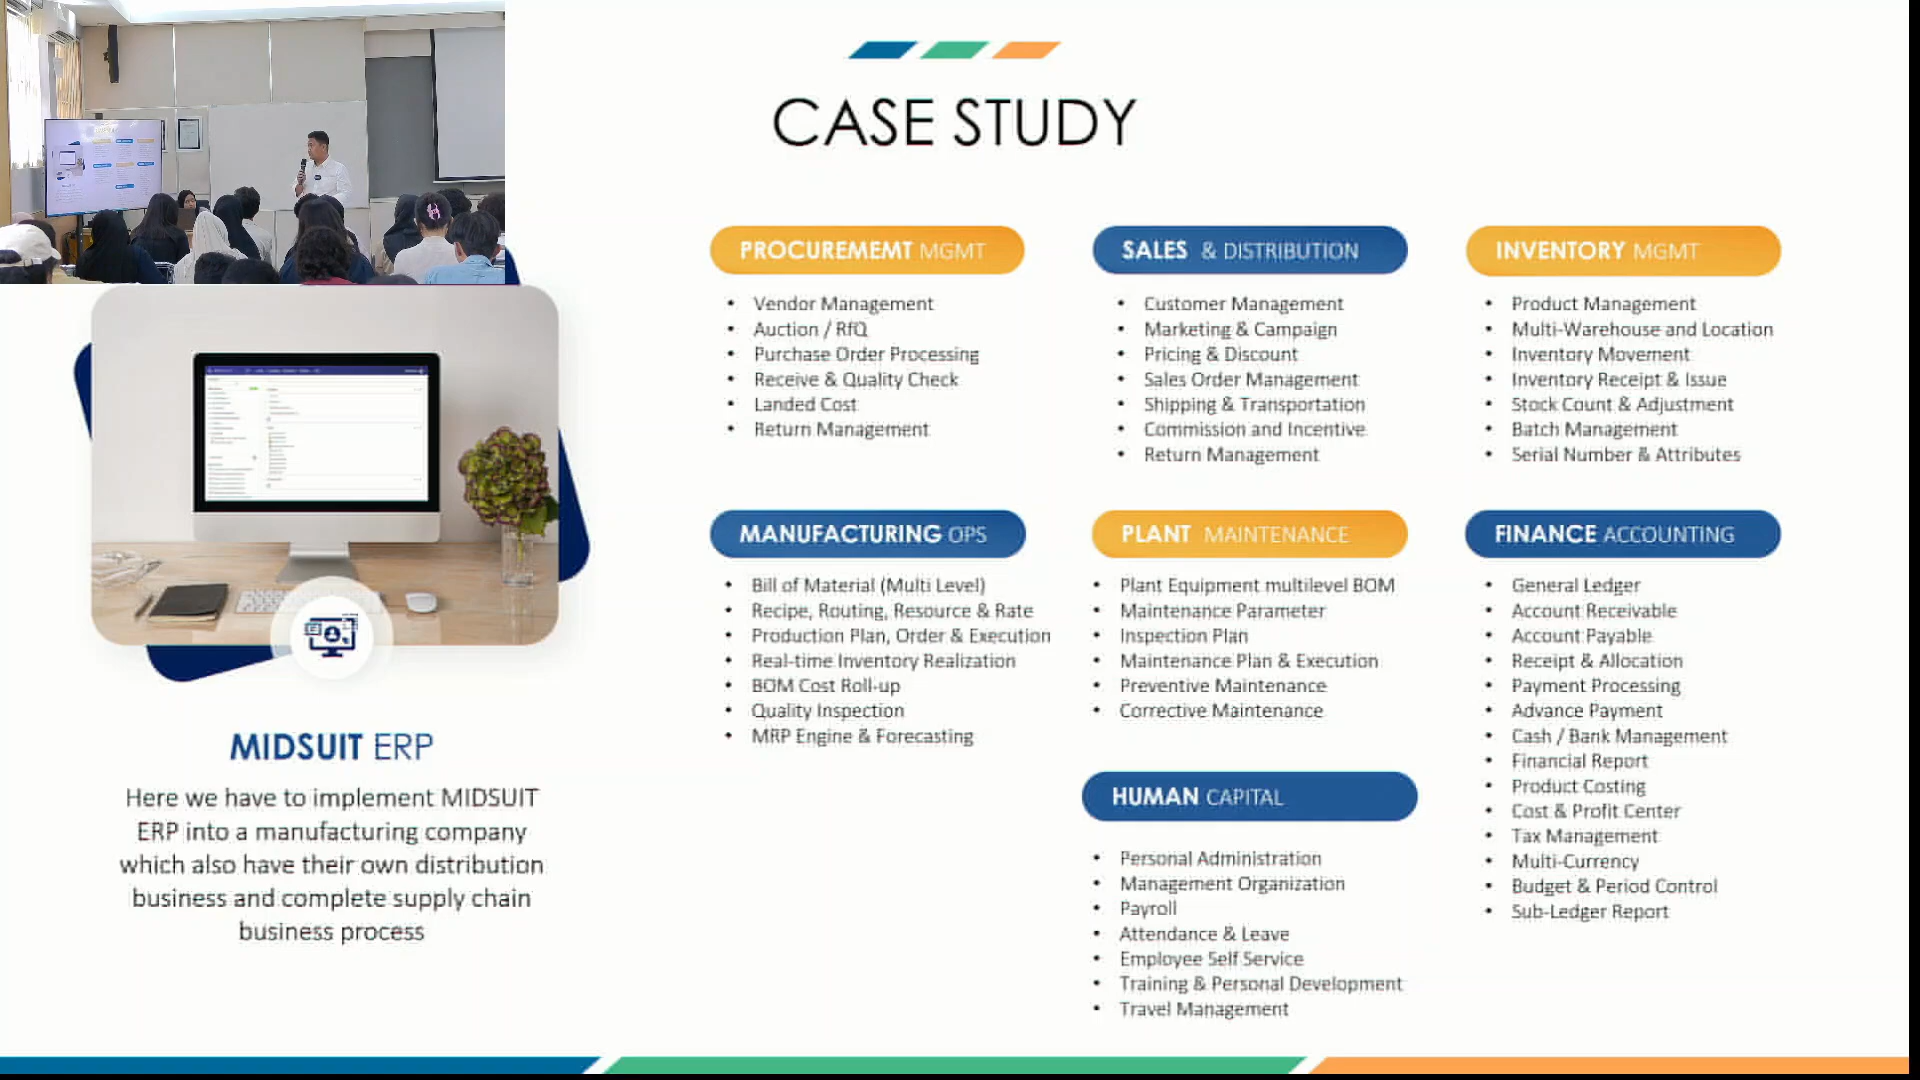 CASE STUDY
PROCUREMEMT MGMT
• Vendor Management
• Auction / RfQ
• Purchase Order Processing
• Receive & Quality Check
• Landed Cost
• Return Management
SALES & DISTRIBUTION
• Customer Management
• Marketing & Campaign
• Pricing & Discount
• Sales Order Management
• Shipping & Transportation
• Commission and Incentive
• Return Management
INVENTORY MGMT
• Product Management
• Multi-Warehouse and Location
• Inventory Movement
• Inventory Receipt & Issue
• Stock Count & Adjustment
• Batch Management
• Serial Number & Attributes
MANUFACTURING OPS
• Bill of Material (Multi Level)
• Recipe, Routing, Resource & Rate
• Production Plan, Order & Execution
• Real-time Inventory Realization
• BOM Cost Roll-up
• Quality Inspection
• MRP Engine & Forecasting
PLANT MAINTENANCE
• Plant Equipment multilevel BOM
• Maintenance Parameter
• Inspection Plan
• Maintenance Plan & Execution
• Preventive Maintenance
• Corrective Maintenance
FINANCE ACCOUNTING
• General Ledger
• Account Receivable
• Account Payable
• Receipt & Allocation
• Payment Processing
• Advance Payment
• Cash / Bank Management
• Financial Report
• Product Costing
• Cost & Profit Center
• Tax Management
• Multi-Currency
• Budget & Period Control
• Sub-Ledger Report
HUMAN CAPITAL
• Personal Administration
• Management Organization
• Payroll
• Attendance & Leave
• Employee Self Service
• Training & Personal Development
• Travel Management
MIDSUIT ERP
Here we have to implement MIDSUIT
ERP into a manufacturing company
which also have their own distribution
business and complete supply chain
business process